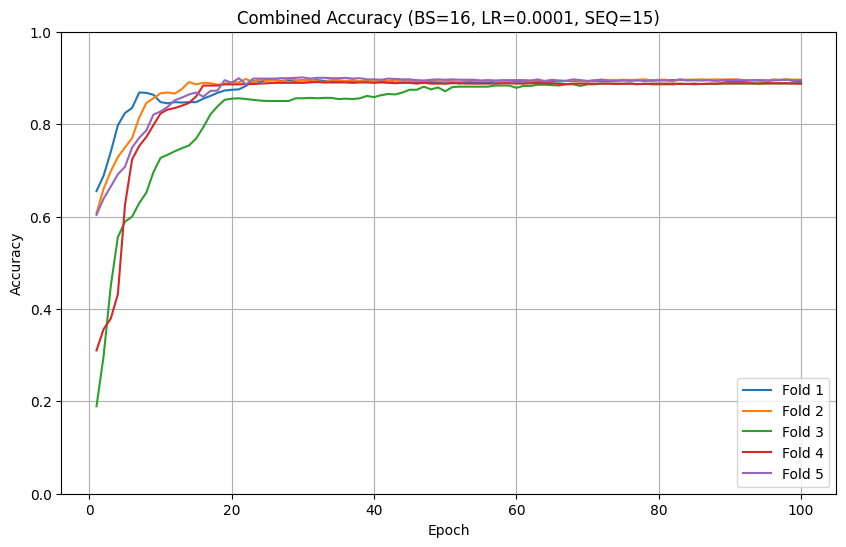 Combined Accuracy (BS=16, LR=0.0001, SEQ=15)
1.0
0.8
0.6
0.4
0.2
0.0
Accuracy
0 20 40 60 80 100
Epoch
Fold 1
Fold 2
Fold 3
Fold 4
Fold 5